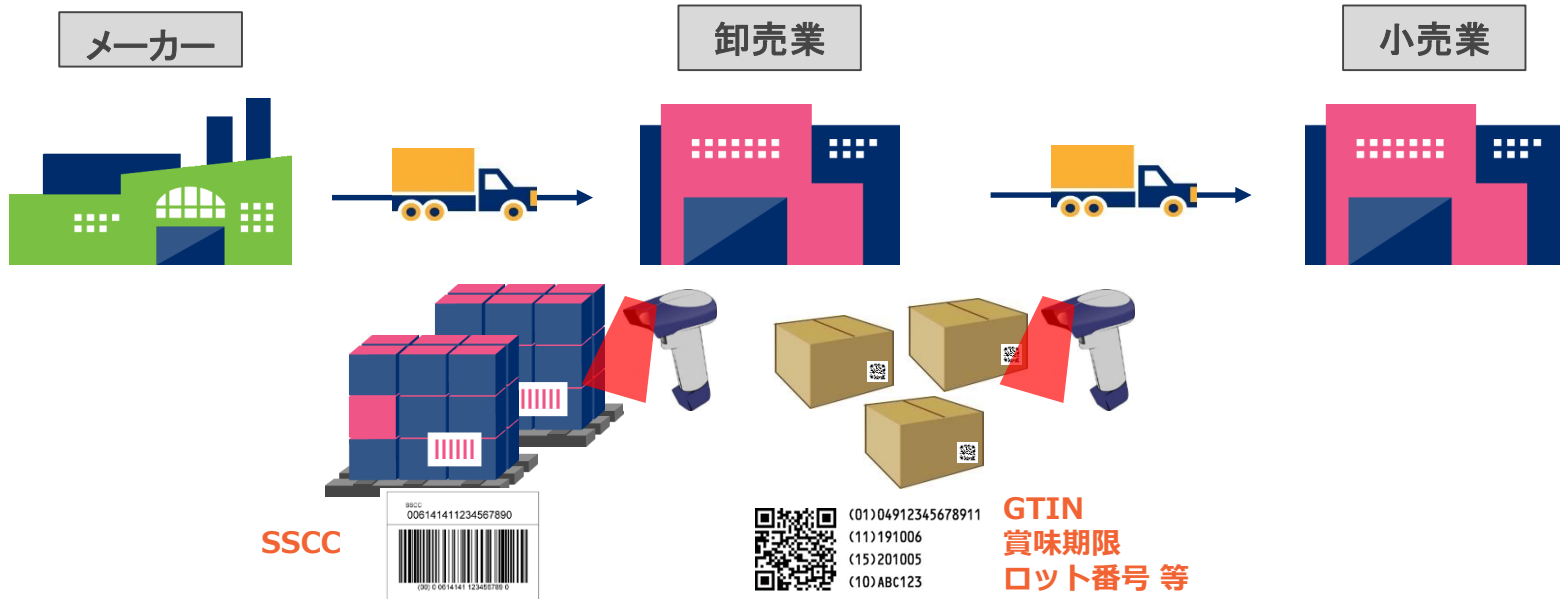 メーカー
卸売業
小売業
SSCC
SSCC
006141411234567890
(00) 0 0614141 123456789 0
(01)04912345678911
(11)191006
(15)201005
(10)ABC123
GTIN
賞味期限
ロット番号 等